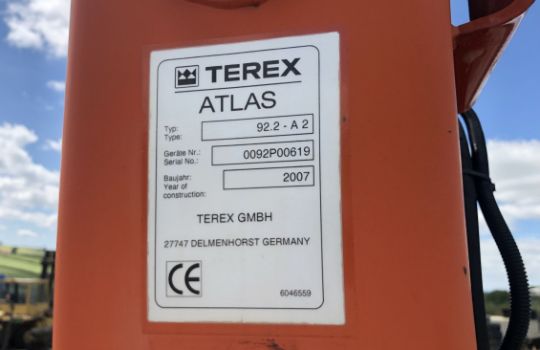 TEREX
ATLAS
Typ: 92.2 - A 2
Type:
Geräte Nr.: 0092P00619
Serial No.:
Baujahr: 2007
Year of
construction:
TEREX GMBH
27747 DELMENHORST GERMANY
CE
6046559